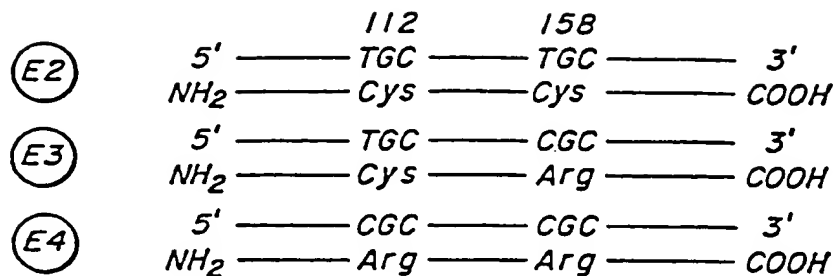 112 158
E2 5' TGC TGC 3'
NH2 Cys Cys COOH
E3 5' TGC CGC 3'
NH2 Cys Arg COOH
E4 5' CGC CGC 3'
NH2 Arg Arg COOH